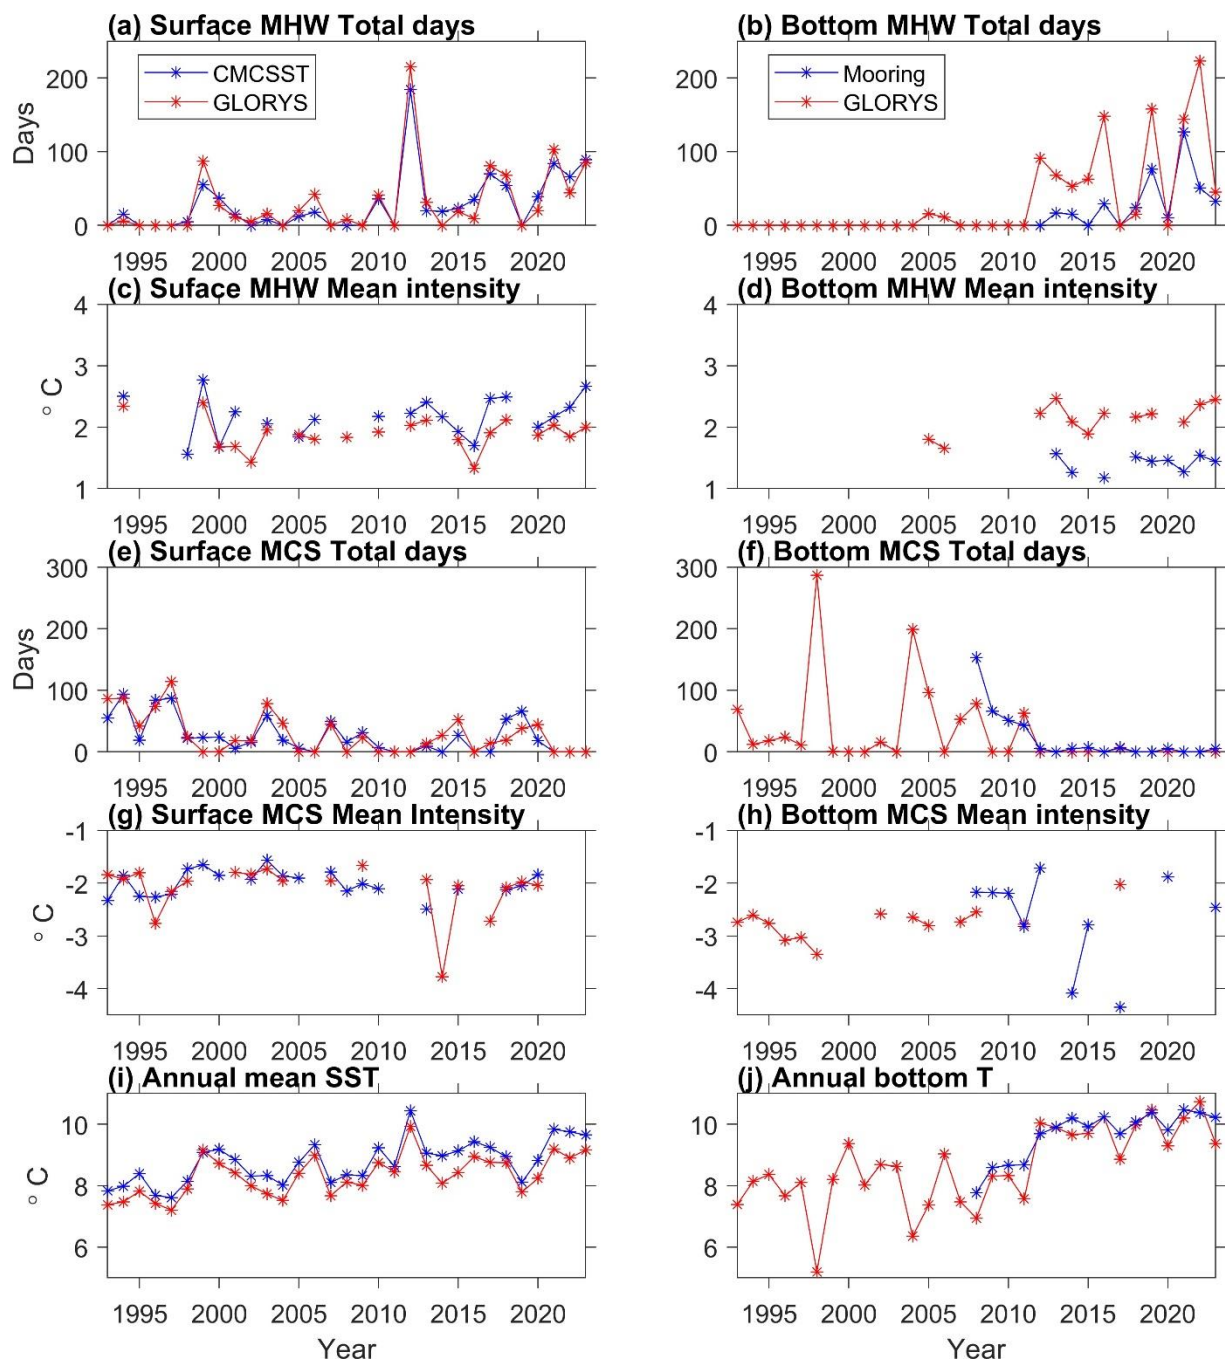 (a) Surface MHW Total days
(b) Bottom MHW Total days
CMCSST
GLORYS
Mooring
GLORYS
Days
200
100
0
200
100
0
1995 2000 2005 2010 2015 2020
1995 2000 2005 2010 2015 2020
(c) Suface MHW Mean intensity
(d) Bottom MHW Mean intensity
° C
4
3
2
1
4
3
2
1
1995 2000 2005 2010 2015 2020
1995 2000 2005 2010 2015 2020
(e) Surface MCS Total days
(f) Bottom MCS Total days
Days
300
200
100
0
300
200
100
0
1995 2000 2005 2010 2015 2020
1995 2000 2005 2010 2015 2020
(g) Surface MCS Mean Intensity
(h) Bottom MCS Mean intensity
° C
-1
-2
-3
-4
-1
-2
-3
-4
1995 2000 2005 2010 2015 2020
1995 2000 2005 2010 2015 2020
(i) Annual mean SST
(j) Annual bottom T
° C
10
8
6
10
8
6
1995 2000 2005 2010 2015 2020
1995 2000 2005 2010 2015 2020
Year
Year